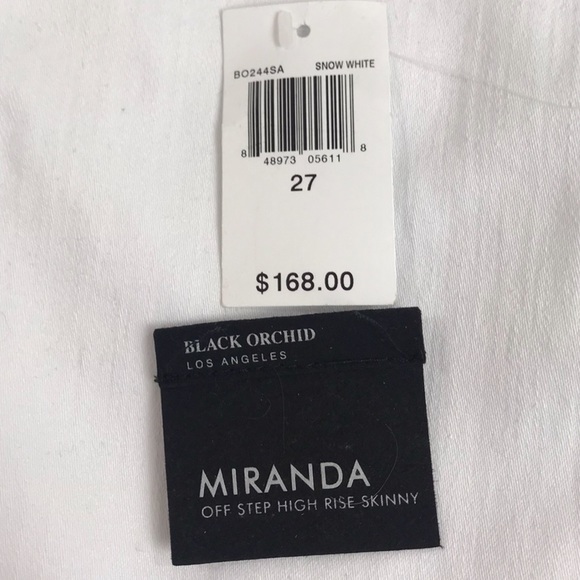 BO244SA SNOW WHITE
8 48973 05611 8
27
$168.00
BLACK ORCHID
LOS ANGELES
MIRANDA
OFF STEP HIGH RISE SKINNY